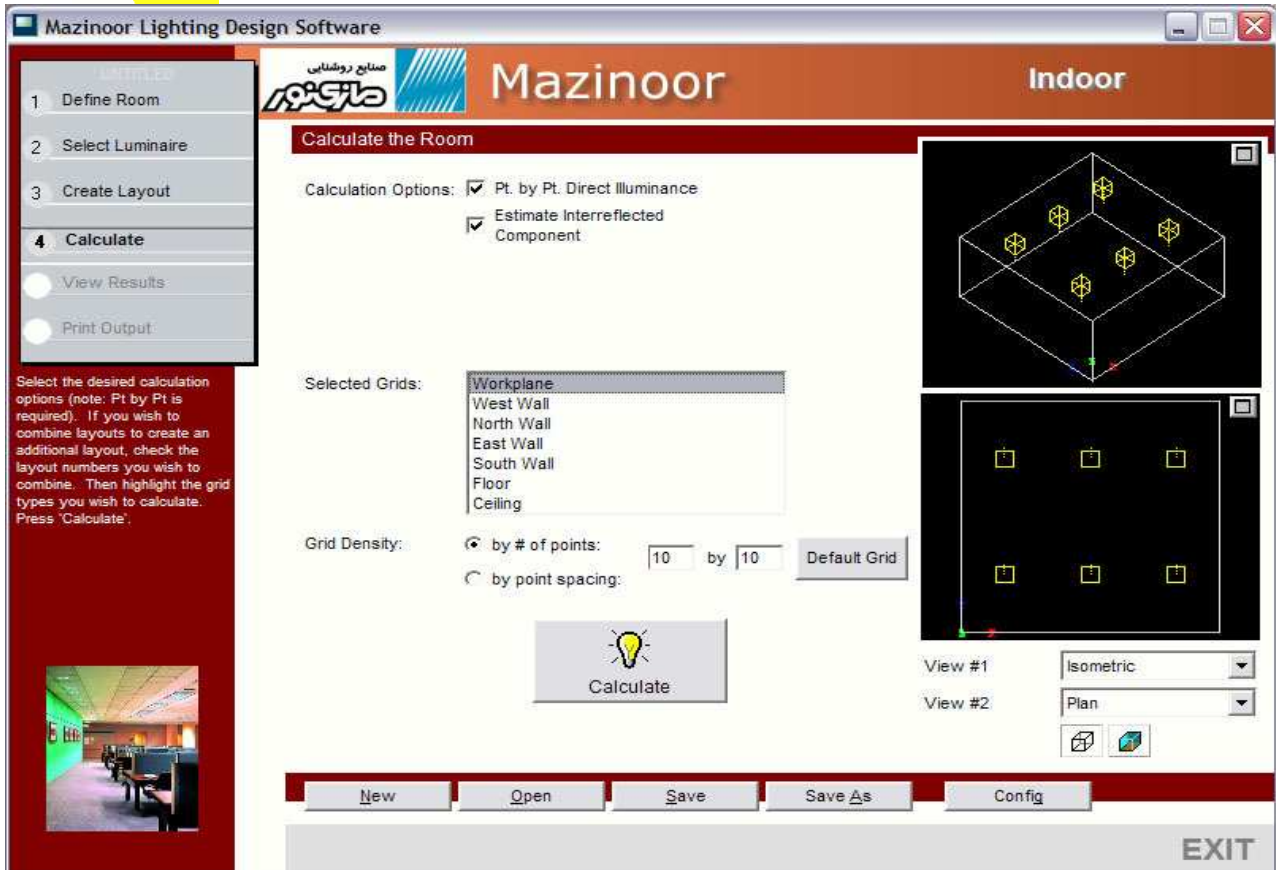 Mazinoor Lighting Design Software
UNTITLED
1 Define Room
2 Select Luminaire
3 Create Layout
4 Calculate
View Results
Print Output
Select the desired calculation
options (note: Pt by Pt is
required). If you wish to
combine layouts to create an
additional layout, check the
layout numbers you wish to
combine. Then highlight the grid
types you wish to calculate.
Press 'Calculate'.
صنایع روشنایی
مازی نور
Mazinoor
Indoor
Calculate the Room
Calculation Options:
Pt. by Pt. Direct Illuminance
Estimate Interreflected
Component
Selected Grids:
Workplane
West Wall
North Wall
East Wall
South Wall
Floor
Ceiling
Grid Density:
by # of points:
10 by 10
Default Grid
by point spacing:
Calculate
View #1
Isometric
View #2
Plan
New
Open
Save
Save As
Config
EXIT